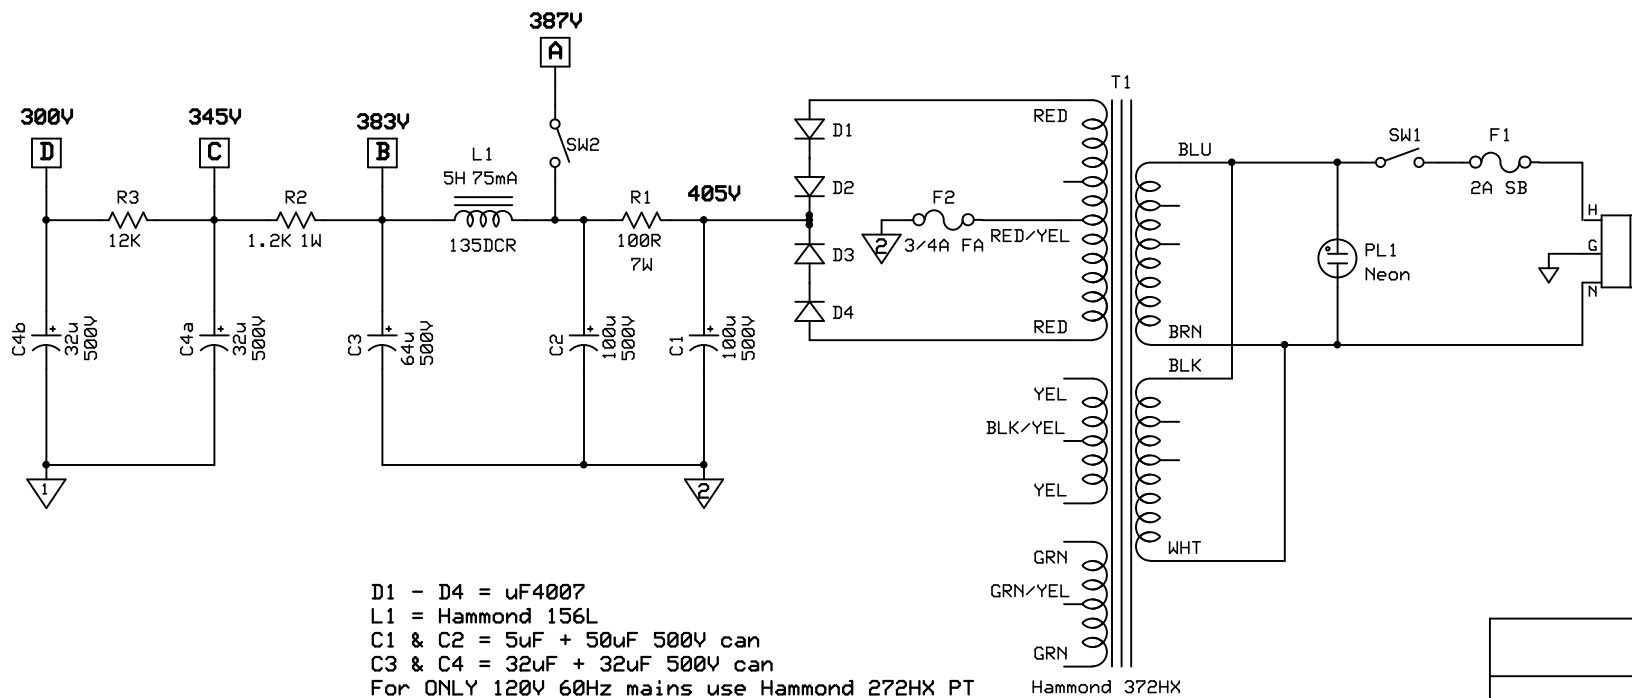 387V
A
SW2
300V
D
345V
C
383V
B
L1
5H 75mA
135DCR
R3
12K
R2
1.2K 1W
R1
100R
7W
405V
C4b
32u
500V
C4a
32u
500V
C3
64u
500V
C2
100u
500V
C1
100u
500V
1
2
D1
D2
D3
D4
F2
3/4A FA
2
T1
RED
RED/YEL
RED
YEL
BLK/YEL
YEL
GRN
GRN/YEL
GRN
Hammond 372HX
BLU
BRN
BLK
WHT
SW1
F1
2A SB
PL1
Neon
H
G
N
D1 - D4 = uF4007
L1 = Hammond 156L
C1 & C2 = 5uF + 50uF 500V can
C3 & C4 = 32uF + 32uF 500V can
For ONLY 120V 60Hz mains use Hammond 272HX PT